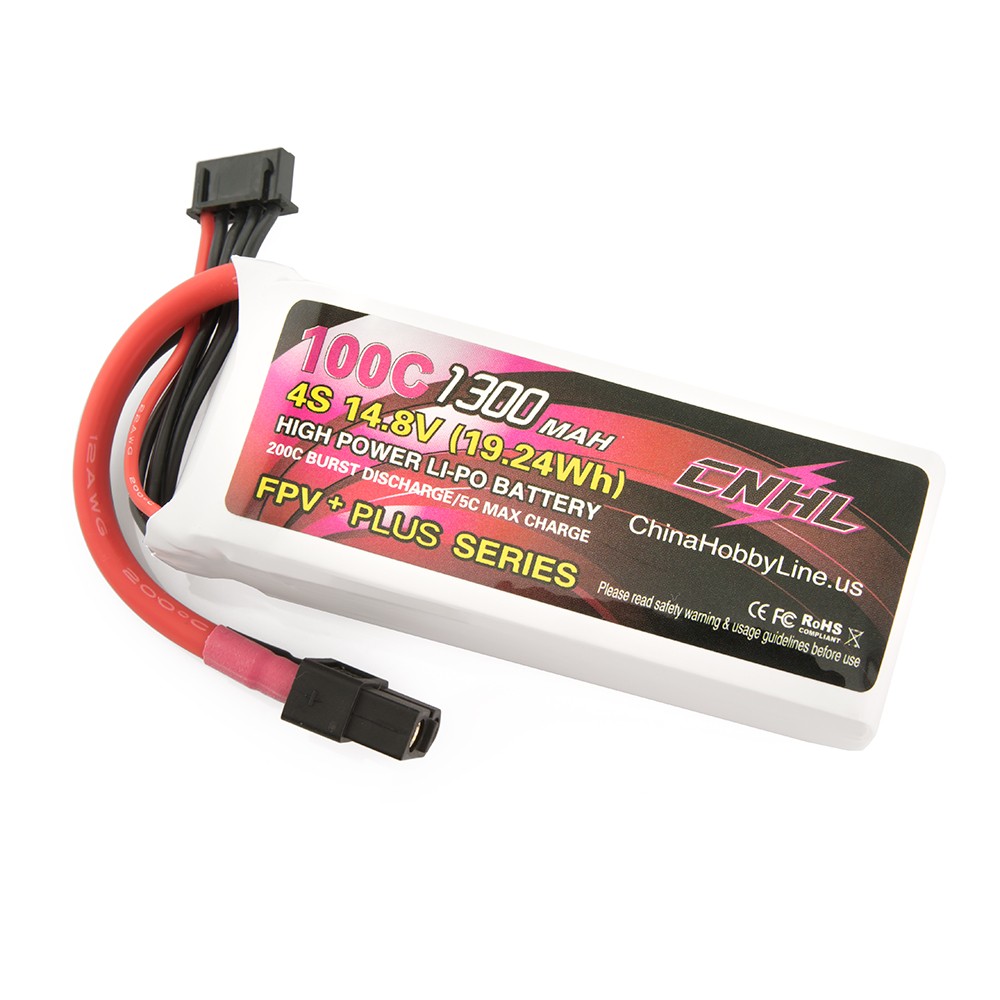 100C 1300 MAH
4S 14.8V (19.24Wh)
HIGH POWER LI-PO BATTERY
200C BURST DISCHARGE/5C MAX CHARGE
FPV + PLUS SERIES
CNHL
ChinaHobbyLine.us
CE FC RoHS
COMPLIANT
Please read safety warning & usage guidelines before use
12AWG
200°C
22AWG
200°C